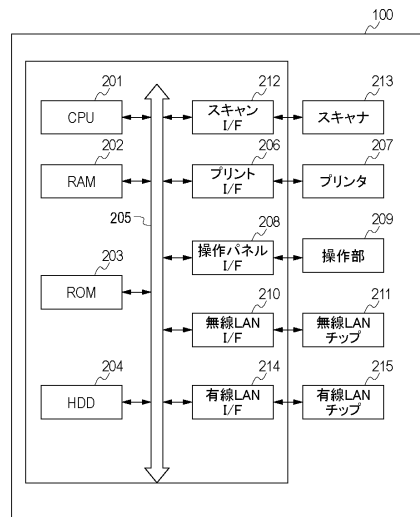 100
201
CPU
212
スキャン
I/F
213
スキャナ
202
RAM
206
プリント
I/F
207
プリンタ
205
208
操作パネル
I/F
209
操作部
203
ROM
210
無線LAN
I/F
211
無線LAN
チップ
204
HDD
214
有線LAN
I/F
215
有線LAN
チップ